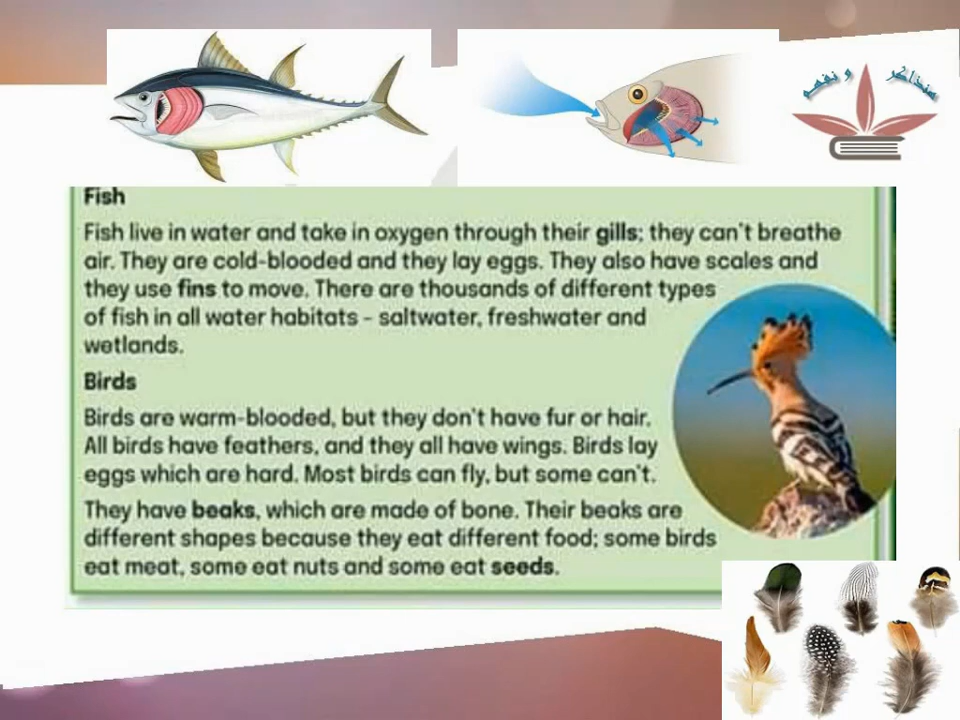 Fish
Fish live in water and take in oxygen through their gills; they can't breathe
air. They are cold-blooded and they lay eggs. They also have scales and
they use fins to move. There are thousands of different types
of fish in all water habitats - saltwater, freshwater and
wetlands.
Birds
Birds are warm-blooded, but they don't have fur or hair.
All birds have feathers, and they all have wings. Birds lay
eggs which are hard. Most birds can fly, but some can't.
They have beaks, which are made of bone. Their beaks are
different shapes because they eat different food; some birds
eat meat, some eat nuts and some eat seeds.